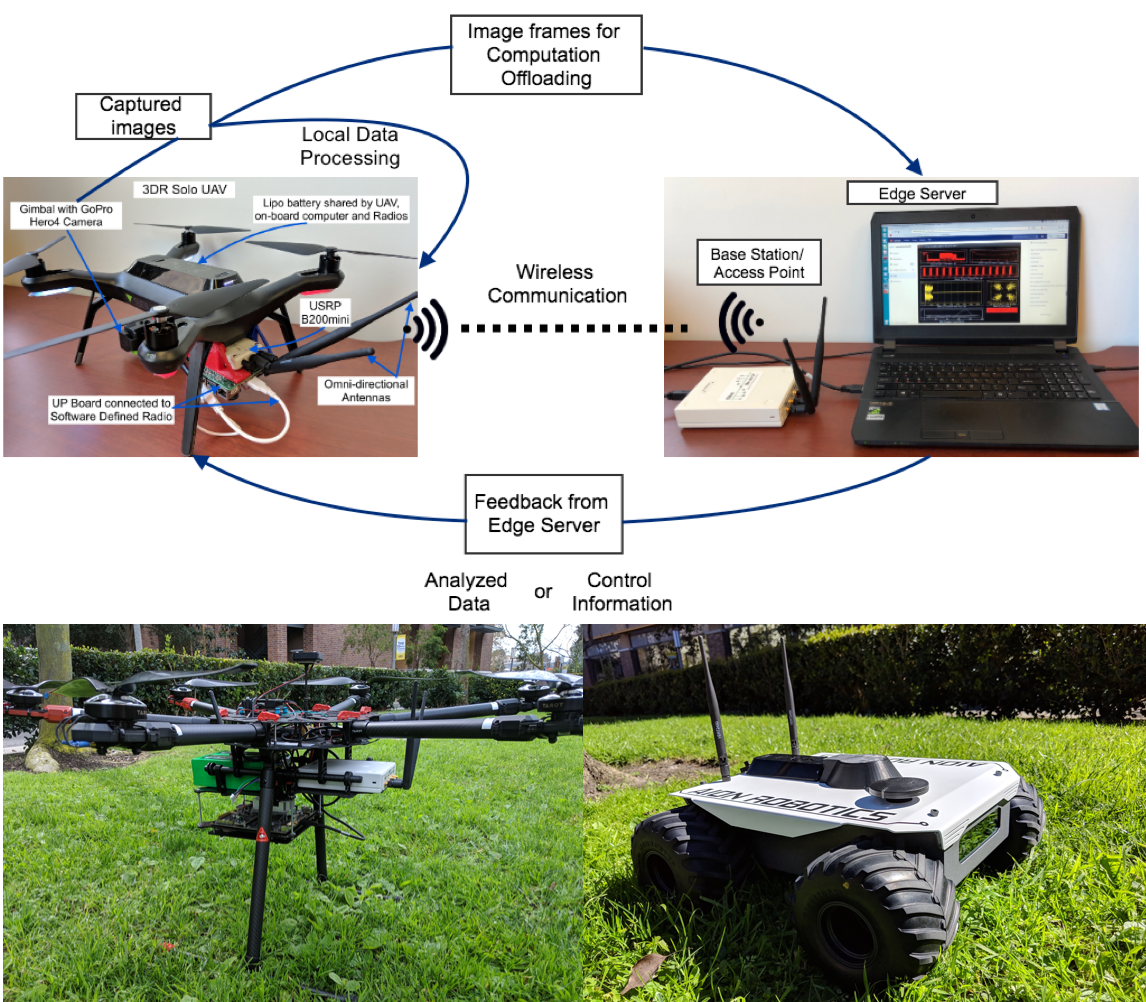 Image frames for
Computation
Offloading
Captured
images
Local Data
Processing
3DR Solo UAV
Gimbal with GoPro
Hero4 Camera
Lipo battery shared by UAV,
on-board computer and Radios
USRP
B200mini
Omni-directional
Antennas
UP Board connected to
Software Defined Radio
Wireless
Communication
Edge Server
Base Station/
Access Point
Feedback from
Edge Server
Analyzed
Data
or
Control
Information
TAROT
AION ROBOTICS